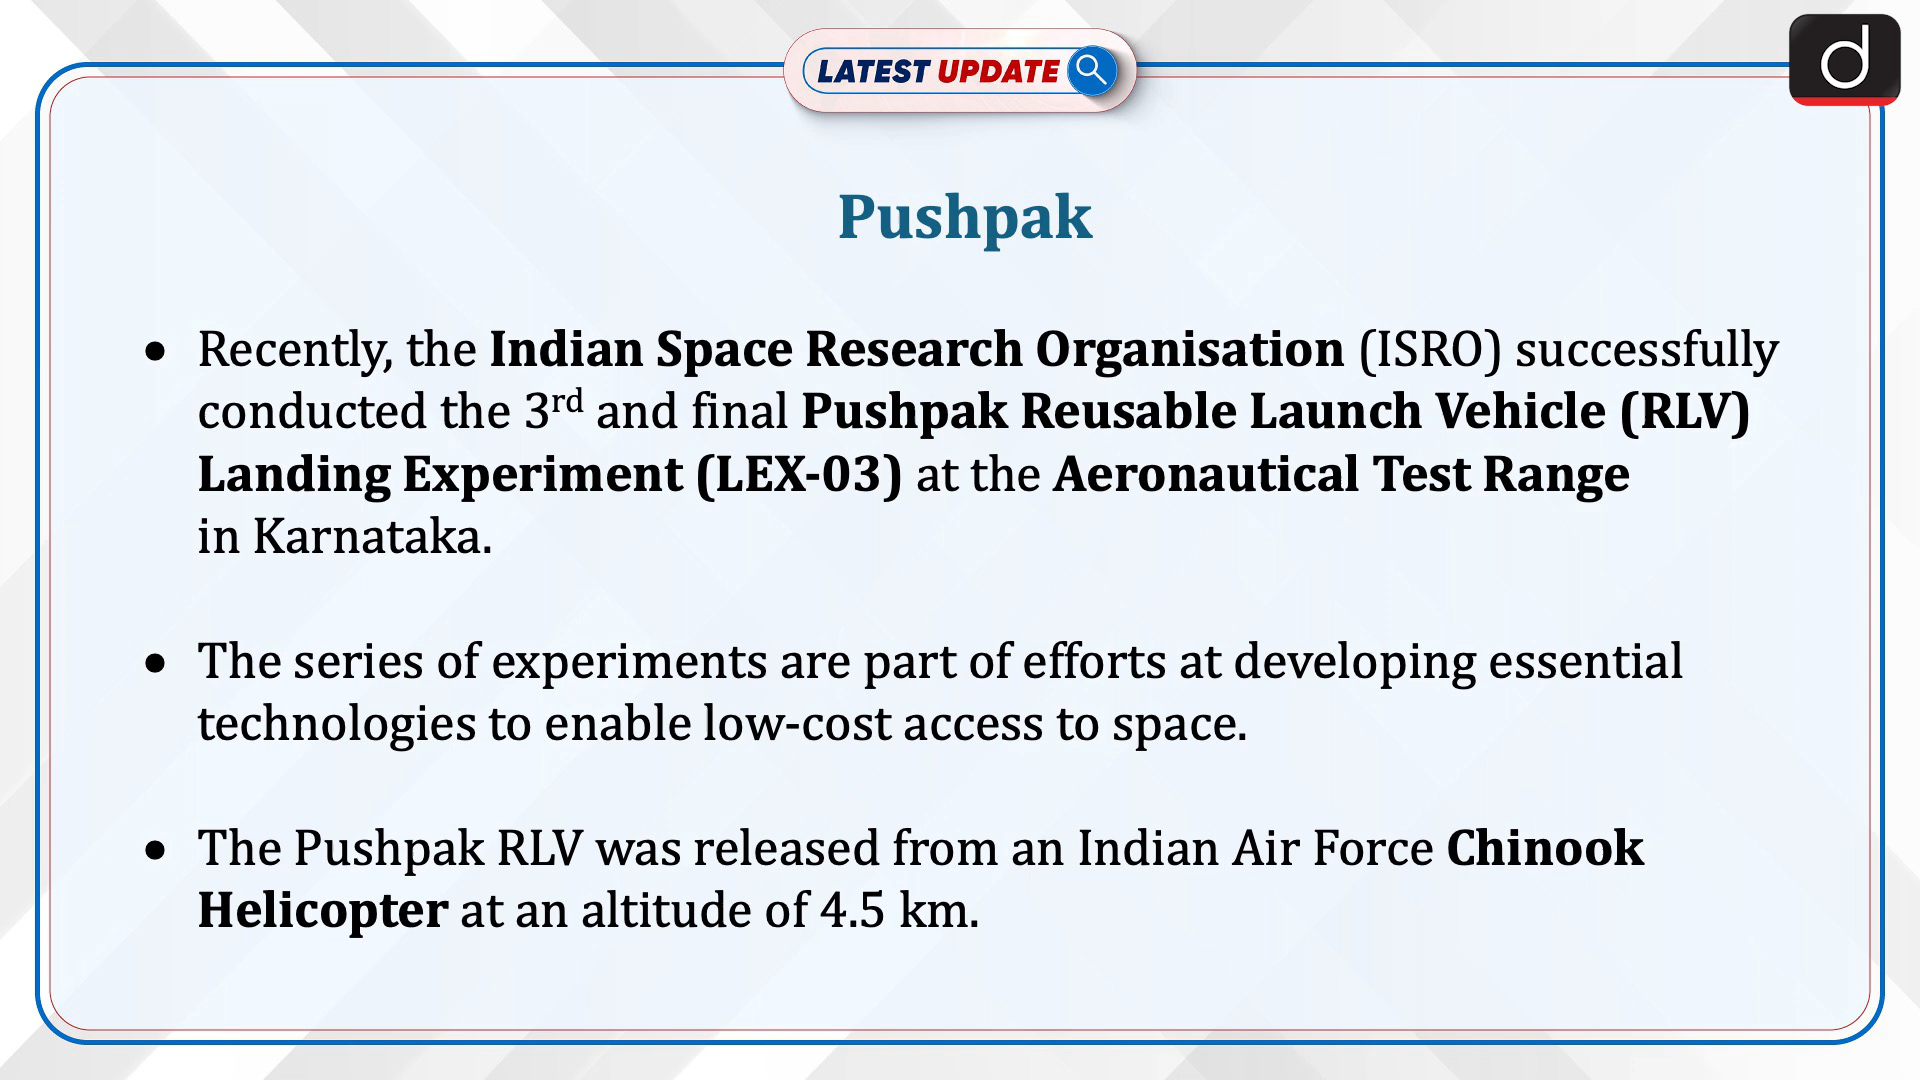 LATEST UPDATE
d
Pushpak
• Recently, the Indian Space Research Organisation (ISRO) successfully
conducted the 3rd and final Pushpak Reusable Launch Vehicle (RLV)
Landing Experiment (LEX-03) at the Aeronautical Test Range
in Karnataka.
• The series of experiments are part of efforts at developing essential
technologies to enable low-cost access to space.
• The Pushpak RLV was released from an Indian Air Force Chinook
Helicopter at an altitude of 4.5 km.